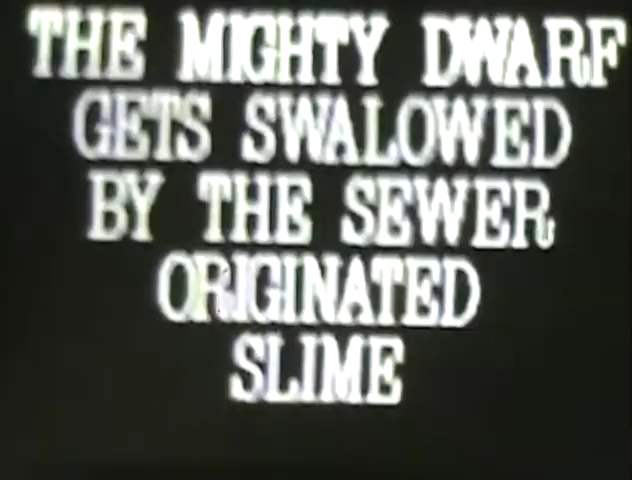 THE MIGHTY DWARF
GETS SWALOWED
BY THE SEWER
ORIGINATED
SLIME